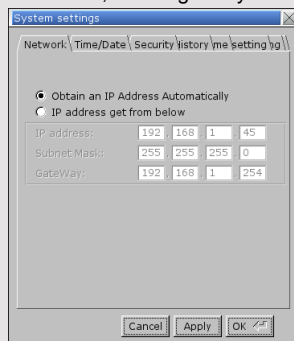 System settings
Network Time/Date Security History me setting ng
Obtain an IP Address Automatically
IP address get from below
IP address: 192 . 168 . 1 . 45
Subnet Mask: 255 . 255 . 255 . 0
GateWay: 192 . 168 . 1 . 254
Cancel Apply OK